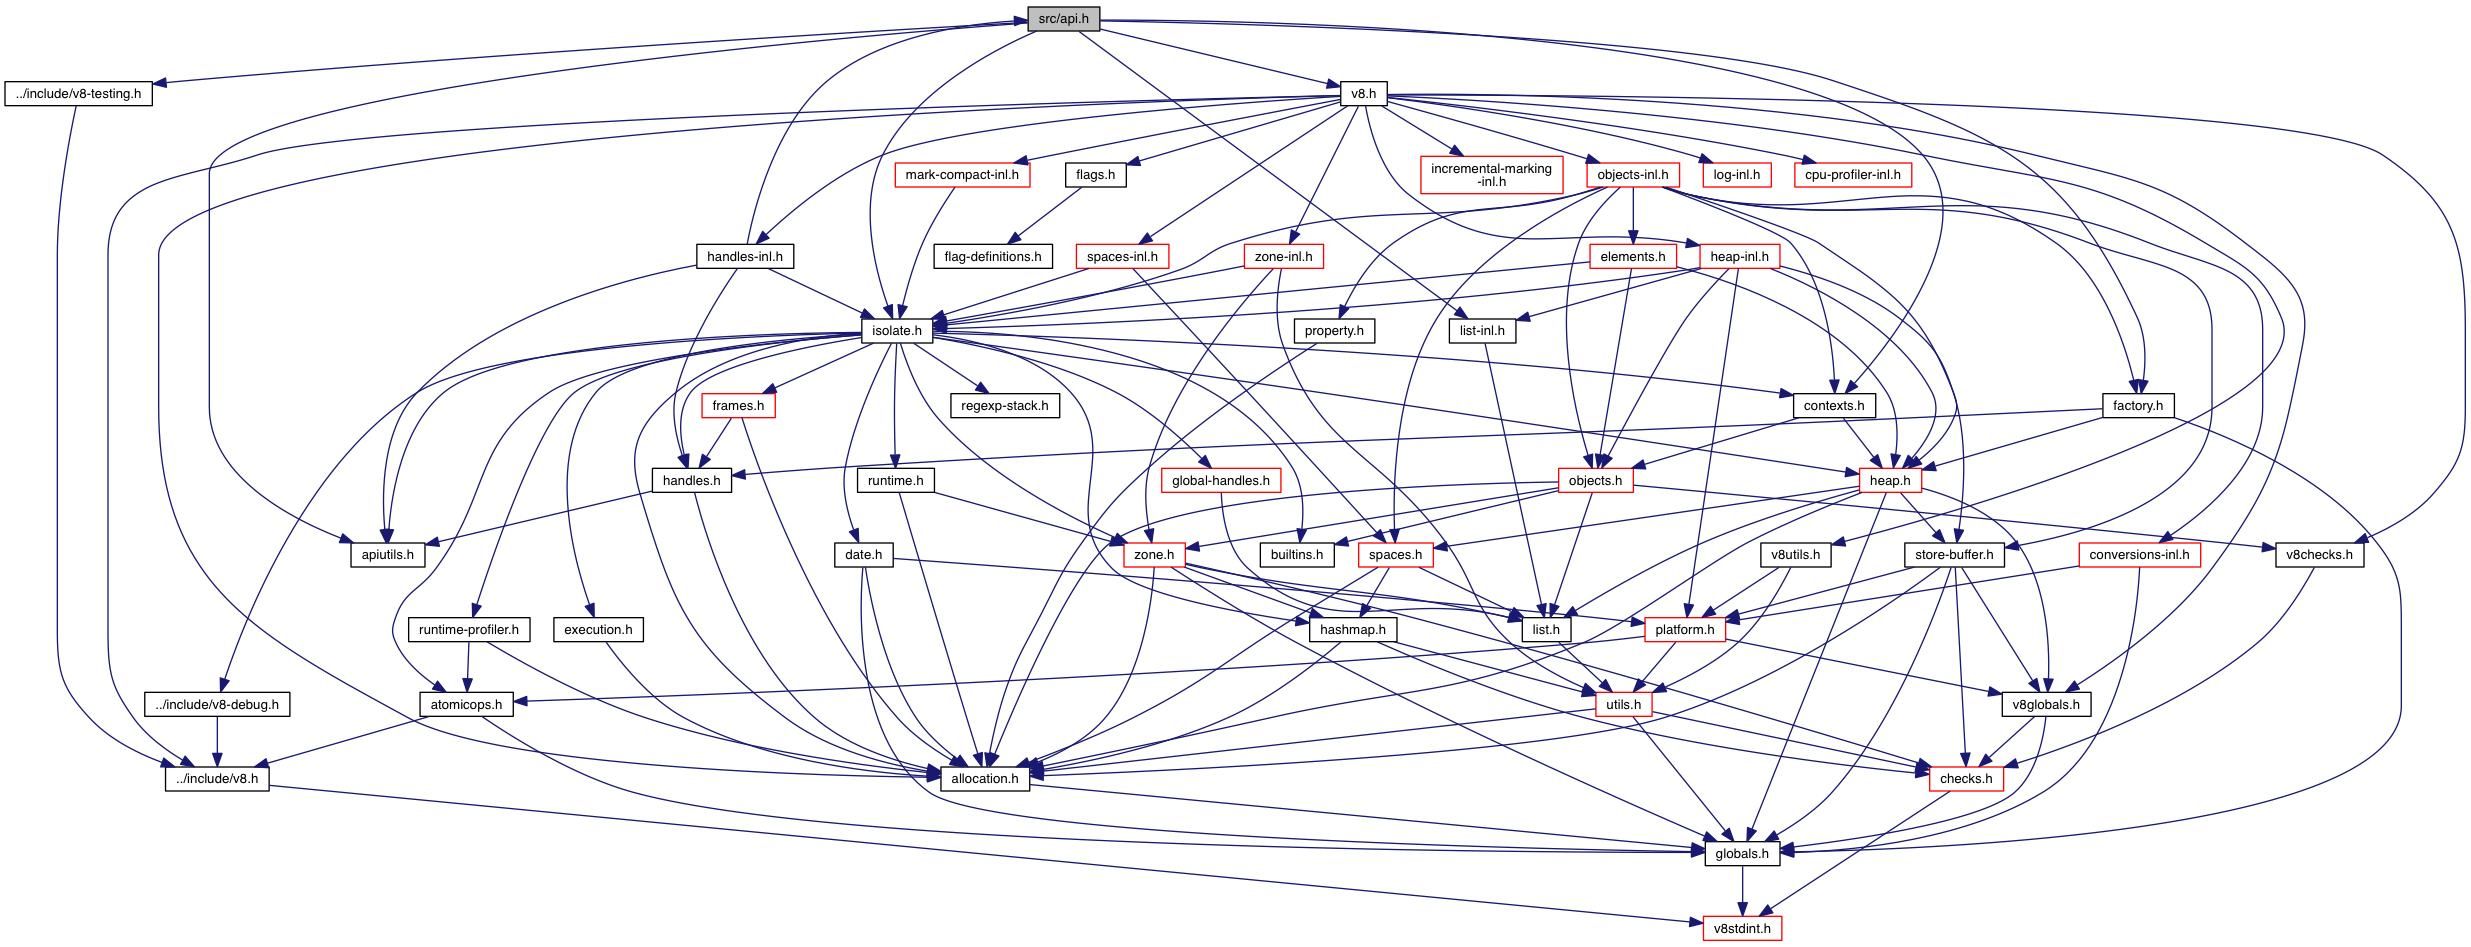 src/api.h
../include/v8-testing.h
v8.h
mark-compact-inl.h
flags.h
incremental-marking
-inl.h
objects-inl.h
log-inl.h
cpu-profiler-inl.h
handles-inl.h
flag-definitions.h
spaces-inl.h
zone-inl.h
elements.h
heap-inl.h
isolate.h
property.h
list-inl.h
frames.h
regexp-stack.h
contexts.h
factory.h
handles.h
runtime.h
global-handles.h
objects.h
heap.h
apiutils.h
date.h
zone.h
builtins.h
spaces.h
v8utils.h
store-buffer.h
conversions-inl.h
v8checks.h
runtime-profiler.h
execution.h
hashmap.h
list.h
platform.h
../include/v8-debug.h
atomicops.h
utils.h
v8globals.h
../include/v8.h
allocation.h
checks.h
globals.h
v8stdint.h